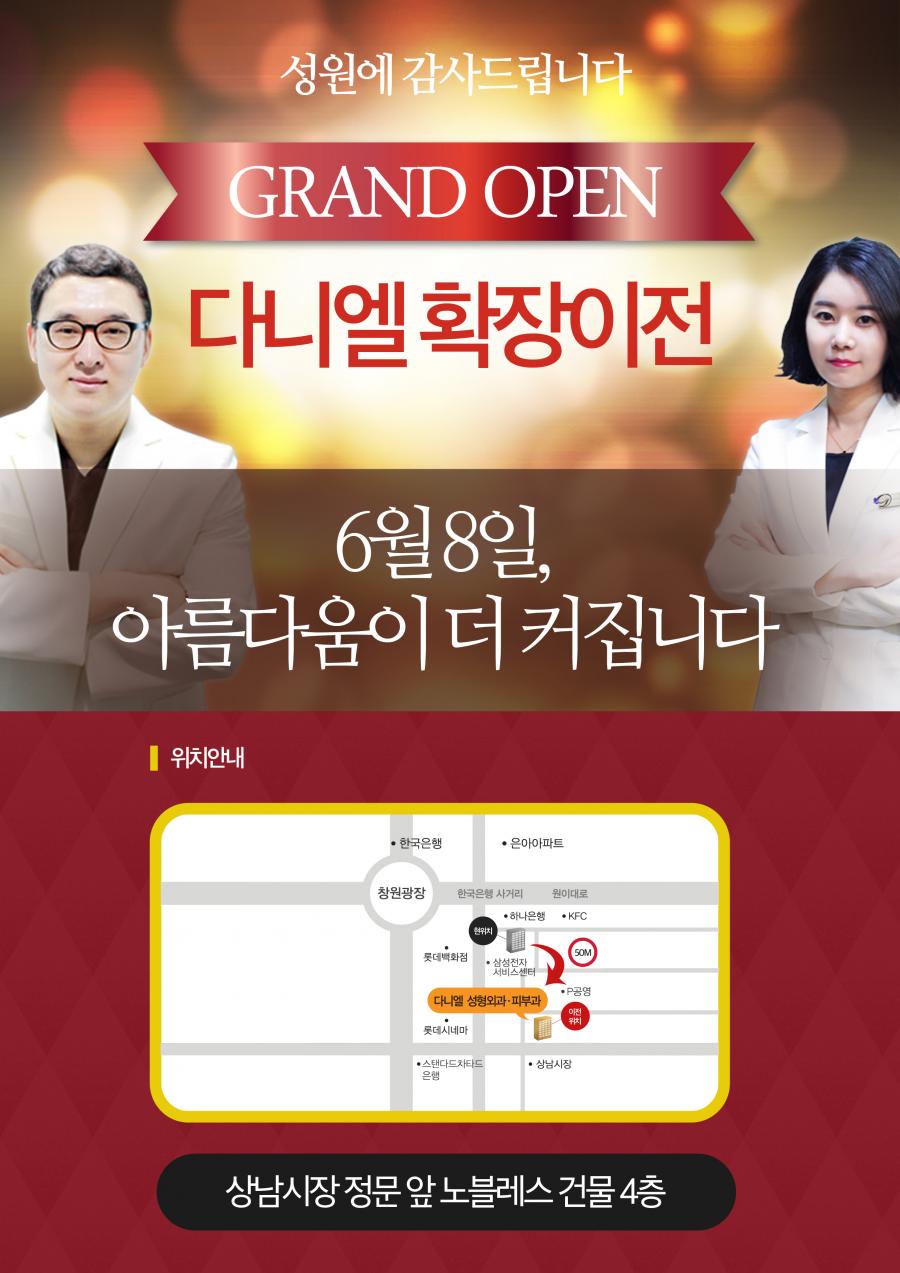 성원에 감사드립니다
GRAND OPEN
다니엘 확장이전
6월 8일,
아름다움이 더 커집니다
위치안내
한국은행
은아아파트
창원광장
한국은행 사거리
원이대로
하나은행
KFC
현위치
롯데백화점
삼성전자
서비스센터
50M
P공영
다니엘 성형외과·피부과
이전
위치
롯데시네마
스탠다드차타드
은행
상남시장
상남시장 정문 앞 노블레스 건물 4층